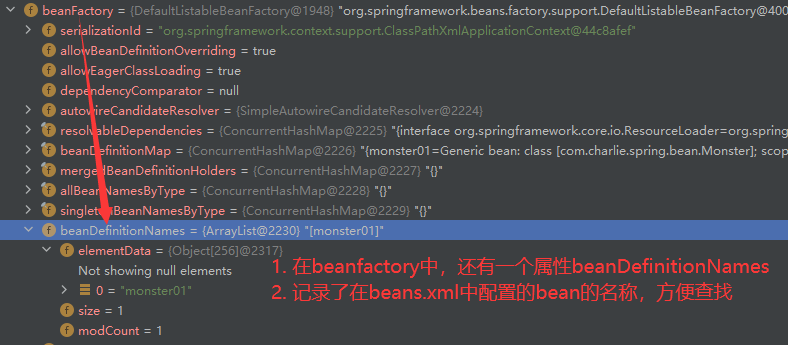 beanFactory = {DefaultListableBeanFactory@1948} "org.springframework.beans.factory.support.DefaultListableBeanFactory@400
serializationId = "org.springframework.context.support.ClassPathXmlApplicationContext@44c8afef"
allowBeanDefinitionOverriding = true
allowEagerClassLoading = true
dependencyComparator = null
autowireCandidateResolver = {SimpleAutowireCandidateResolver@2224}
resolvableDependencies = {ConcurrentHashMap@2225} "{interface org.springframework.core.io.ResourceLoader=org.spring
beanDefinitionMap = {ConcurrentHashMap@2226} "{monster01=Generic bean: class [com.charlie.spring.bean.Monster]; scop
mergedBeanDefinitionHolders = {ConcurrentHashMap@2227} "{}"
allBeanNamesByType = {ConcurrentHashMap@2228} "{}"
singletonBeanNamesByType = {ConcurrentHashMap@2229} "{}"
beanDefinitionNames = {ArrayList@2230} "[monster01]"
elementData = {Object[256]@2317}
Not showing null elements
0 = "monster01"
size = 1
modCount = 1
1. 在beanfactory中，还有一个属性beanDefinitionNames
2. 记录了在beans.xml中配置的bean的名称，方便查找